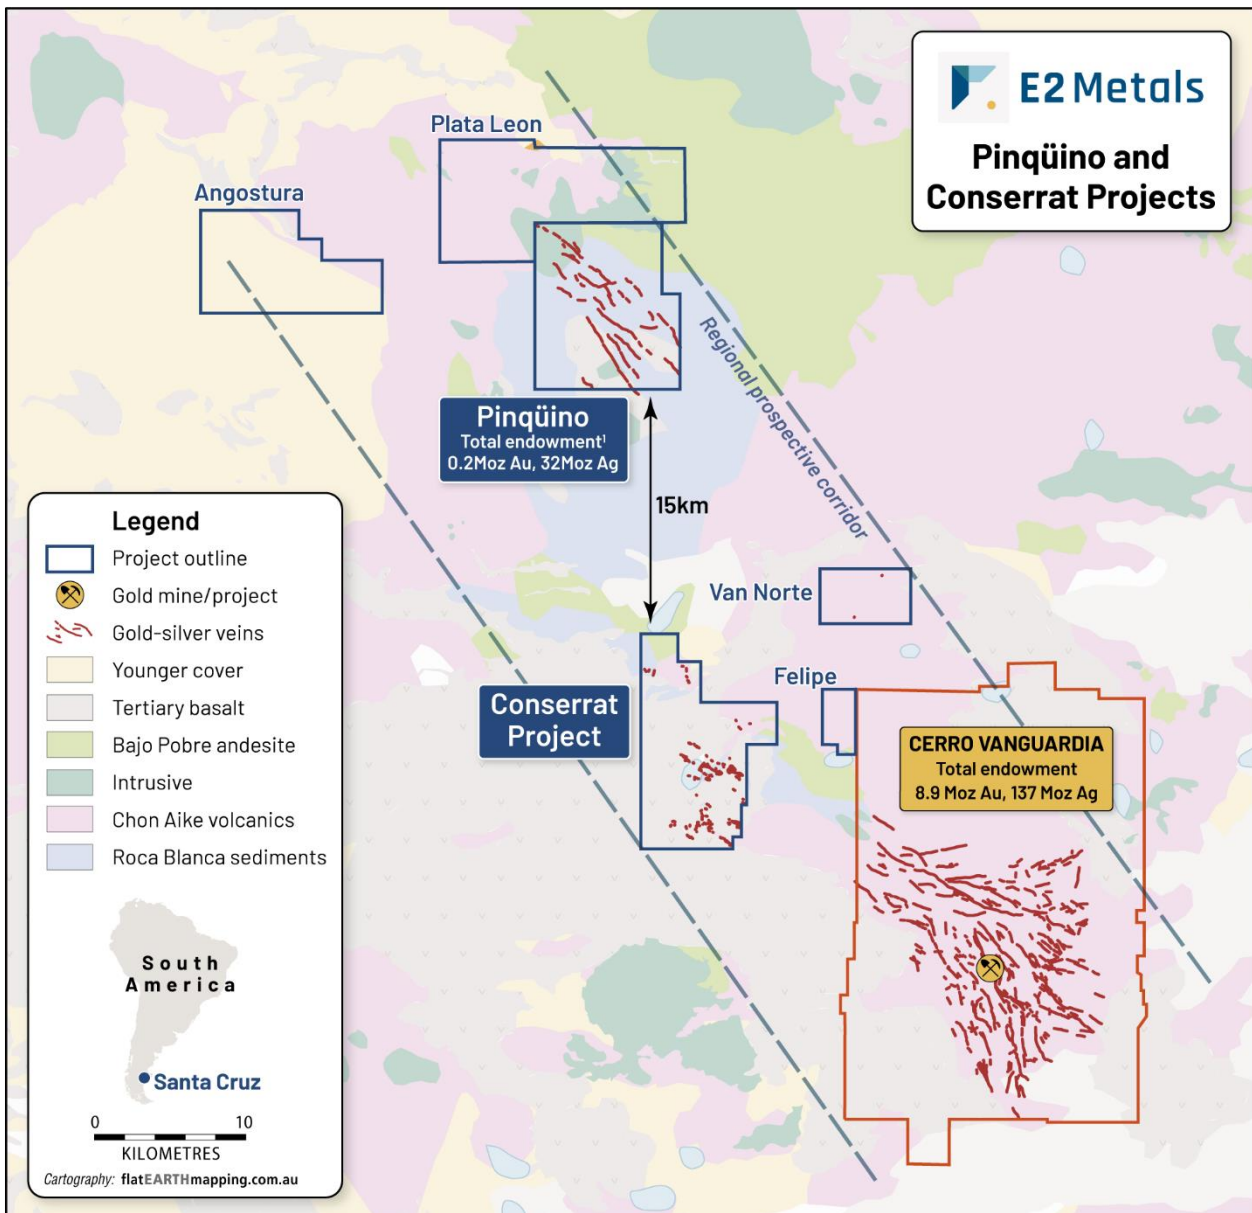 E2 Metals
Pinqüino and
Conserrat Projects
Plata Leon
Angostura
Regional prospective corridor
Pinqüino
Total endowment¹
0.2Moz Au, 32Moz Ag
15km
Van Norte
Felipe
Conserrat
Project
CERRO VANGUARDIA
Total endowment
8.9 Moz Au, 137 Moz Ag
Legend
Project outline
Gold mine/project
Gold-silver veins
Younger cover
Tertiary basalt
Bajo Pobre andesite
Intrusive
Chon Aike volcanics
Roca Blanca sediments
South
America
Santa Cruz
0 10
KILOMETRES
Cartography: flatEARTHmapping.com.au